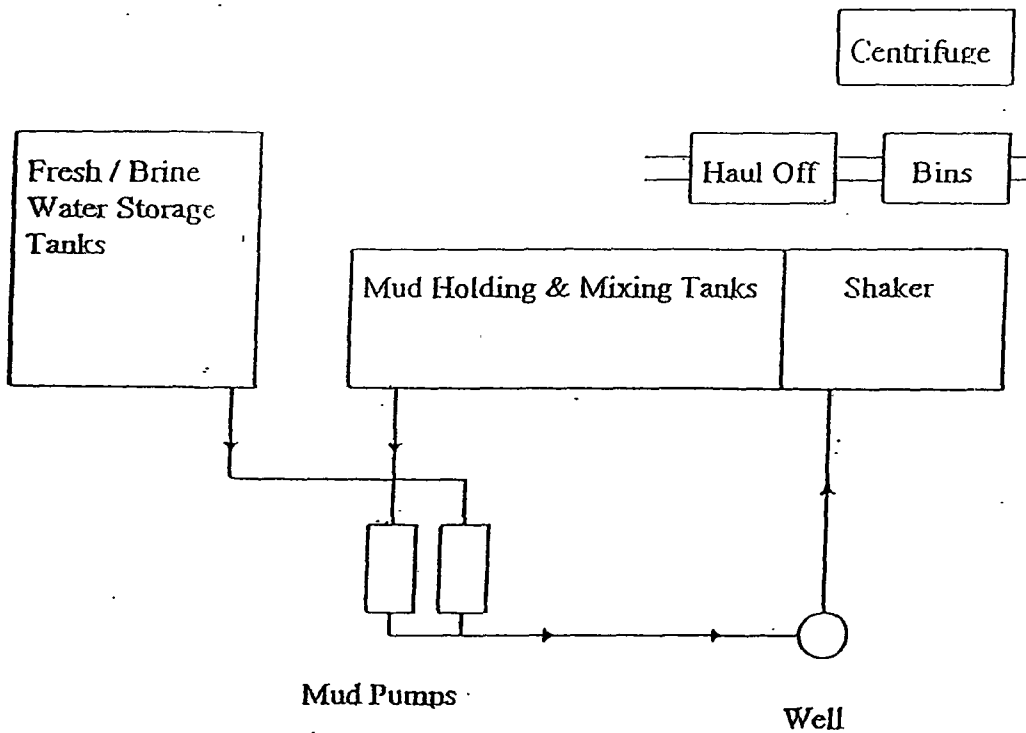 Centrifuge
Fresh / Brine
Water Storage
Tanks
Haul Off
Bins
Mud Holding & Mixing Tanks
Shaker
Mud Pumps
Well